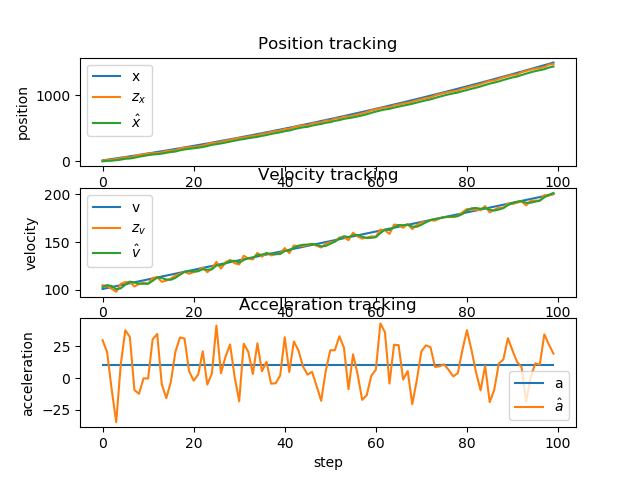 Position tracking
position
1000
0
x
z_x
x̂
0 20 40 60 80 100
Velocity tracking
velocity
200
150
100
v
z_v
v̂
0 20 40 60 80 100
Acceleration tracking
acceleration
25
0
−25
a
â
0 20 40 60 80 100
step